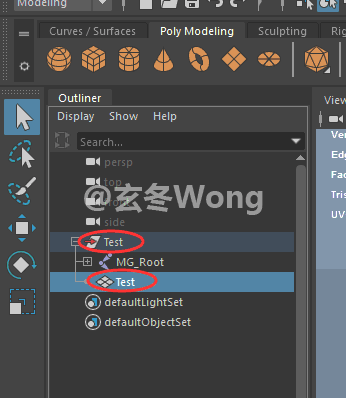 Modeling
Curves / Surfaces
Poly Modeling
Sculpting
Rig
Outliner
View
Display
Show
Help
Search...
Ver
Edg
Fac
Tris
UV
persp
top
front
side
@玄冬Wong
Test
MG_Root
Test
defaultLightSet
defaultObjectSet